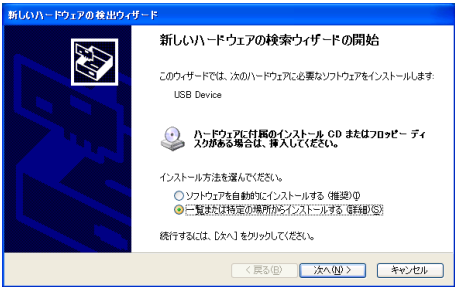 新しいハードウェアの検出ウィザード
新しいハードウェアの検索ウィザードの開始
このウィザードでは、次のハードウェアに必要なソフトウェアをインストールします:
USB Device
ハードウェアに付属のインストール CD またはフロッピー ディ
スクがある場合は、挿入してください。
インストール方法を選んでください。
ソフトウェアを自動的にインストールする (推奨)(I)
一覧または特定の場所からインストールする (詳細)(S)
続行するには、[次へ] をクリックしてください。
< 戻る(B)
次へ(N) >
キャンセル